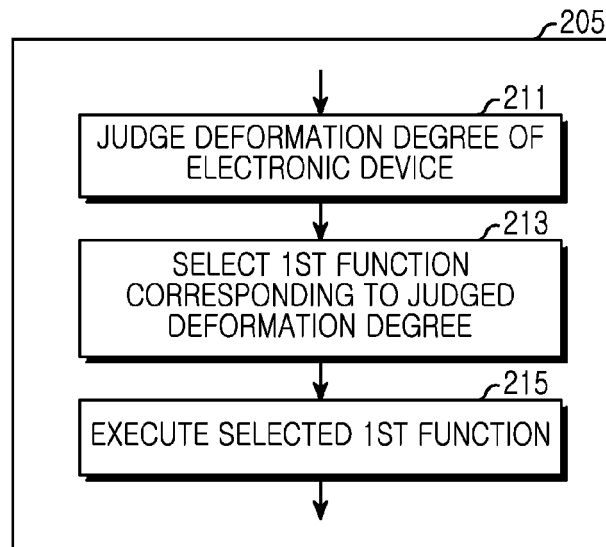 205
211
JUDGE DEFORMATION DEGREE OF
ELECTRONIC DEVICE
213
SELECT 1ST FUNCTION
CORRESPONDING TO JUDGED
DEFORMATION DEGREE
215
EXECUTE SELECTED 1ST FUNCTION